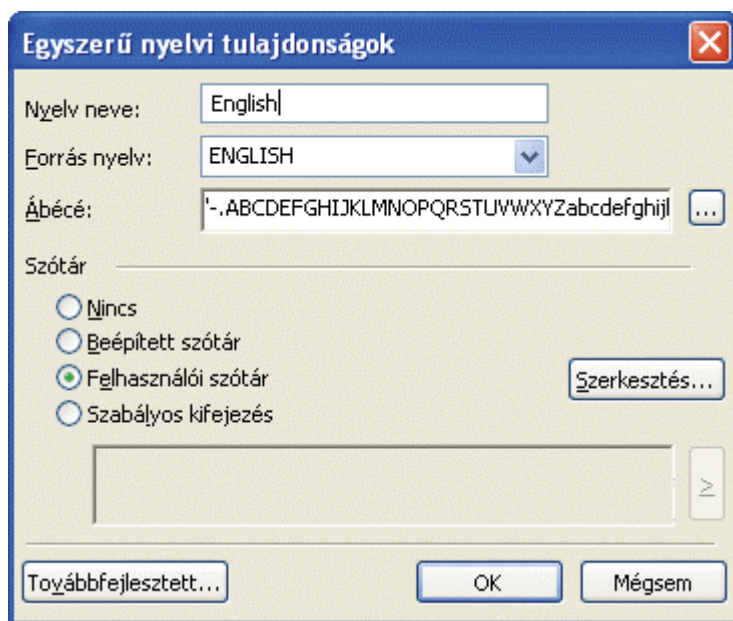 Egyszerű nyelvi tulajdonságok
Nyelv neve: English
Forrás nyelv: ENGLISH
Ábécé: '-.ABCDEFGHIJKLMNOPQRSTUVWXYZabcdefghijl ...
Szótár
Nincs
Beépített szótár
Felhasználói szótár Szerkesztés...
Szabályos kifejezés
>
Továbbfejlesztett... OK Mégsem